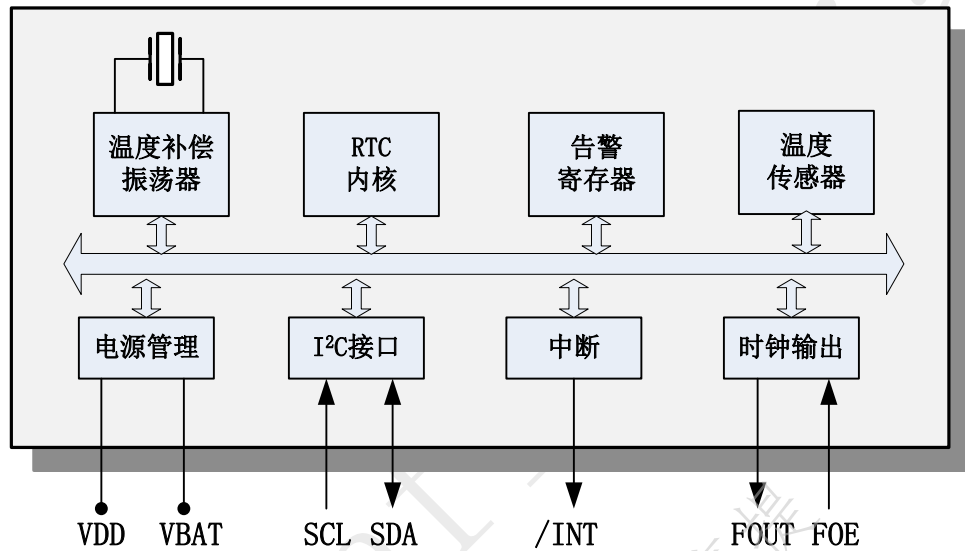 温度补偿
振荡器
RTC
内核
告警
寄存器
温度
传感器
电源管理
I²C接口
中断
时钟输出
VDD VBAT SCL SDA /INT FOUT FOE